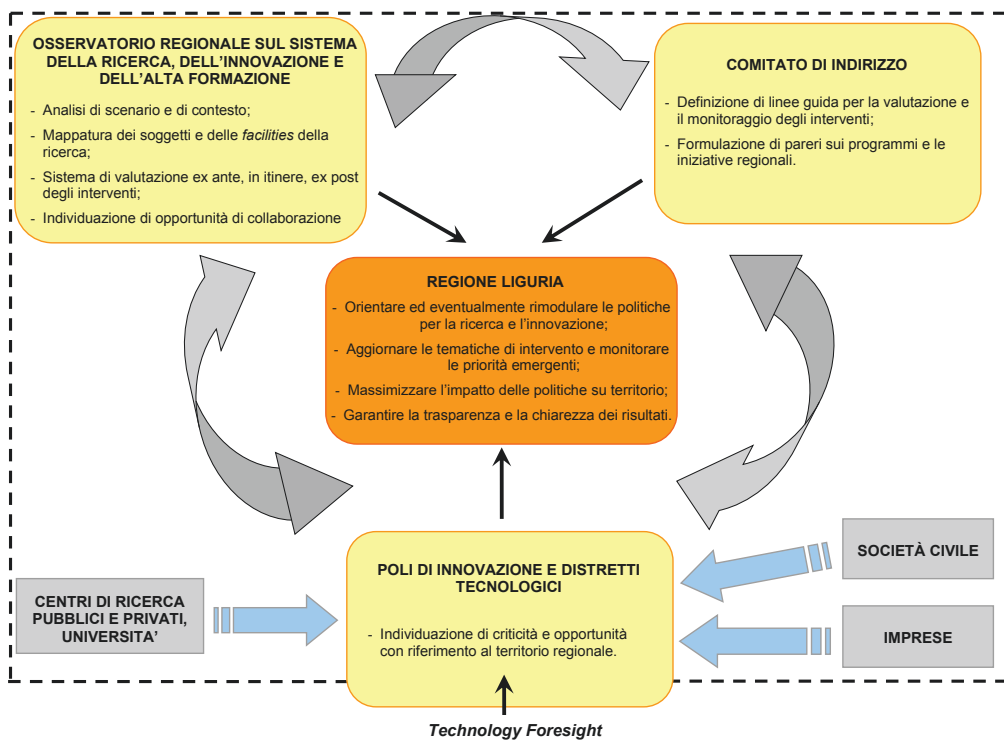 OSSERVATORIO REGIONALE SUL SISTEMA
DELLA RICERCA, DELL'INNOVAZIONE E
DELL'ALTA FORMAZIONE
- Analisi di scenario e di contesto;
- Mappatura dei soggetti e delle facilities della
ricerca;
- Sistema di valutazione ex ante, in itinere, ex post
degli interventi;
- Individuazione di opportunità di collaborazione
COMITATO DI INDIRIZZO
- Definizione di linee guida per la valutazione e
il monitoraggio degli interventi;
- Formulazione di pareri sui programmi e le
iniziative regionali.
REGIONE LIGURIA
- Orientare ed eventualmente rimodulare le politiche
per la ricerca e l'innovazione;
- Aggiornare le tematiche di intervento e monitorare
le priorità emergenti;
- Massimizzare l'impatto delle politiche su territorio;
- Garantire la trasparenza e la chiarezza dei risultati.
POLI DI INNOVAZIONE E DISTRETTI
TECNOLOGICI
- Individuazione di criticità e opportunità
con riferimento al territorio regionale.
CENTRI DI RICERCA
PUBBLICI E PRIVATI,
UNIVERSITA'
SOCIETÀ CIVILE
IMPRESE
Technology Foresight